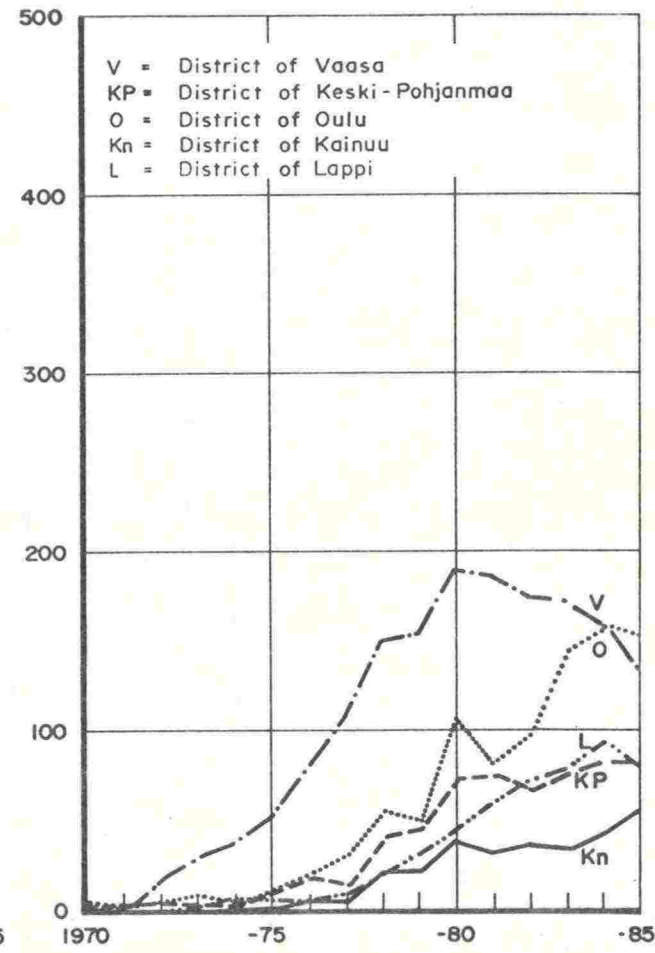 500
V = District of Vaasa
KP = District of Keski-Pohjanmaa
O = District of Oulu
Kn = District of Kainuu
L = District of Lappi
400
300
200
V
O
100
L
KP
Kn
0
6 1970 -75 -80 -85